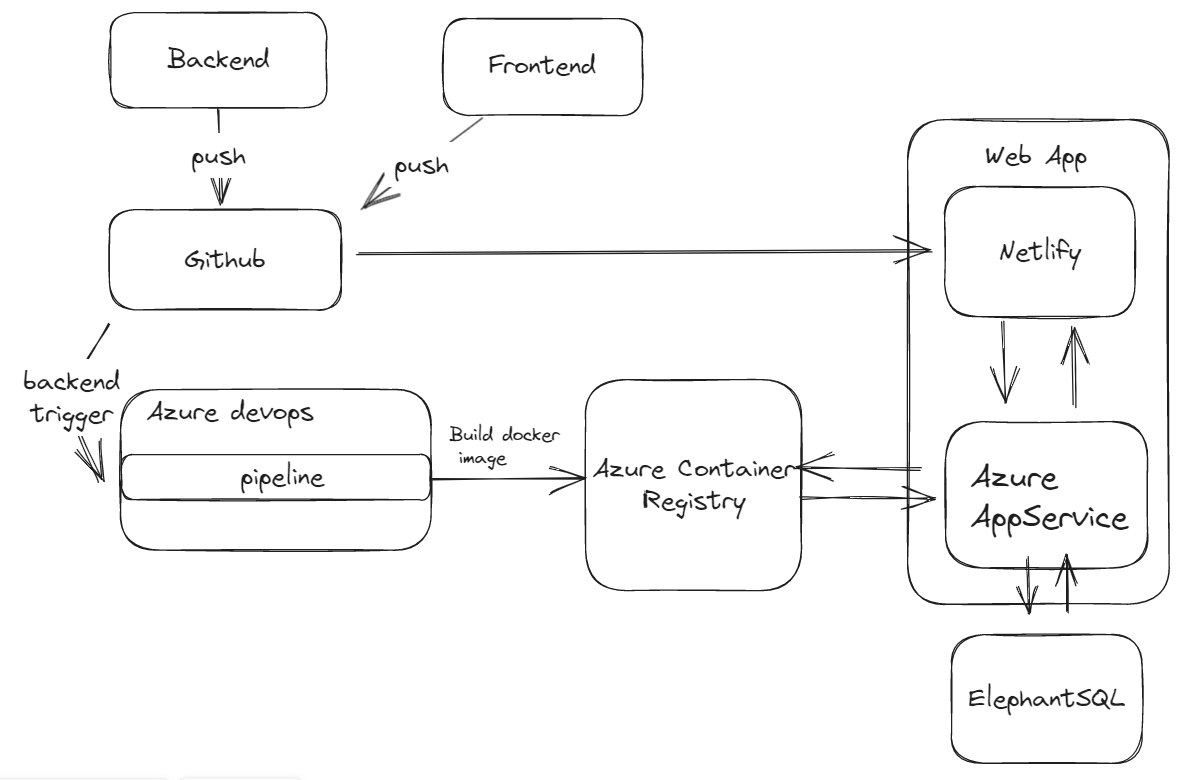 Backend
Frontend
push
push
Web App
Github
Netlify
backend
trigger
Azure devops
pipeline
Build docker
image
Azure Container
Registry
Azure
AppService
ElephantSQL